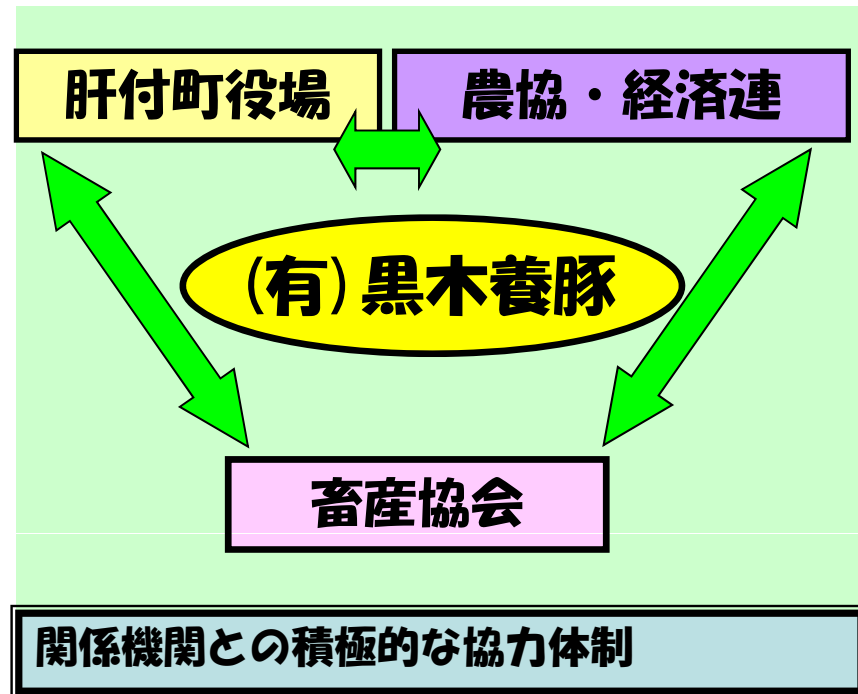 肝付町役場
農協・経済連
(有)黒木養豚
畜産協会
関係機関との積極的な協力体制